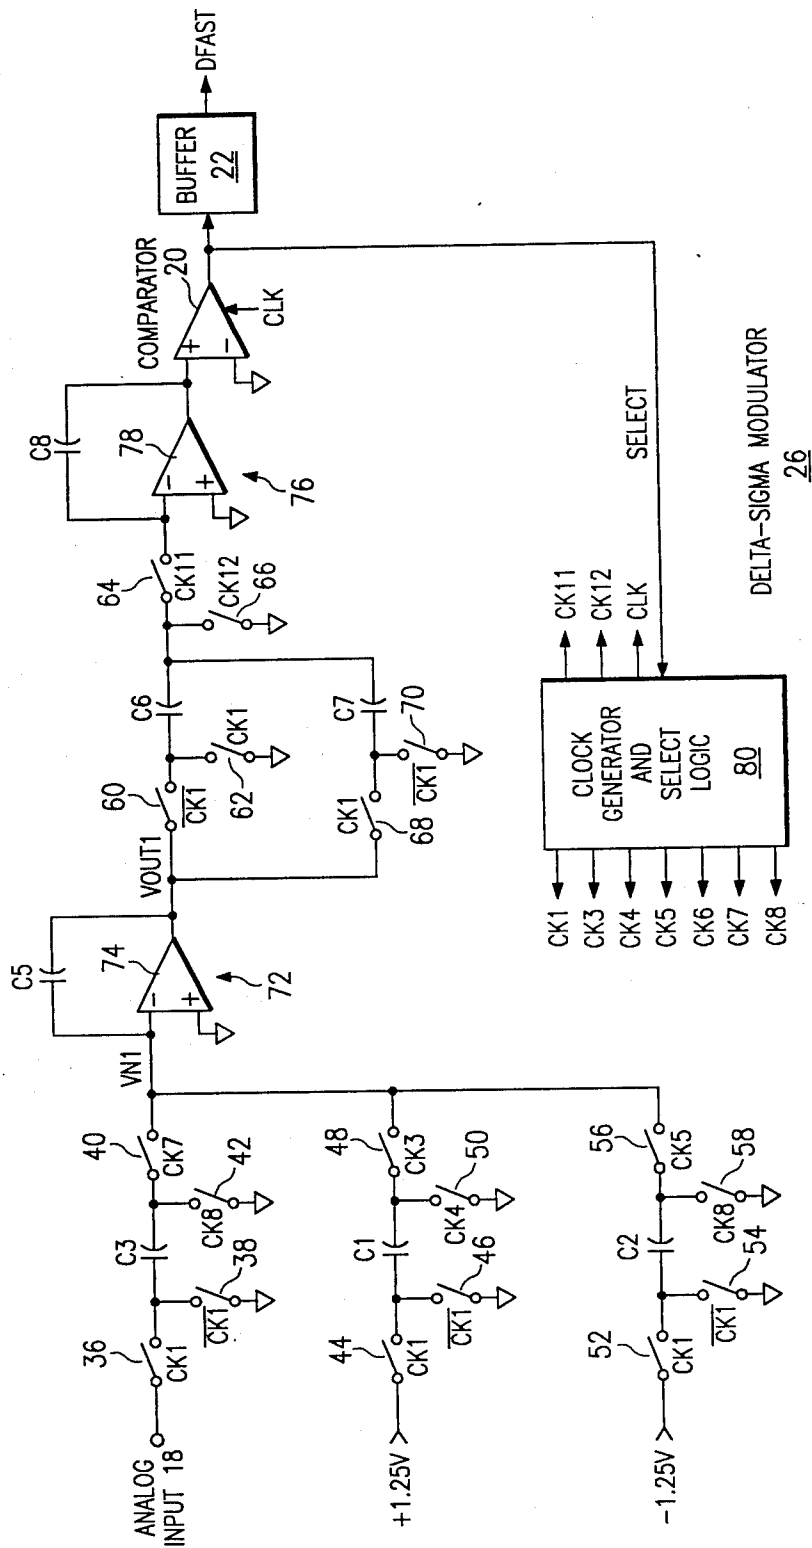 ANALOG
INPUT 18
36
CK1
C3
CK1
38
40
CK7
CK8
42
VN1
C5
74
−
+
72
VOUT1
60
CK1
62
CK1
C6
64
CK11
CK12
66
C8
78
−
+
76
COMPARATOR
20
+
−
CLK
BUFFER
22
DFAST
+1.25V
44
CK1
C1
CK1
46
48
CK3
CK4
50
CK1
68
C7
CK1
70
−1.25V
52
CK1
C2
CK1
54
56
CK5
CK8
58
SELECT
CLOCK
GENERATOR
AND
SELECT
LOGIC
80
CK1
CK3
CK4
CK5
CK6
CK7
CK8
CK11
CK12
CLK
DELTA-SIGMA MODULATOR
26